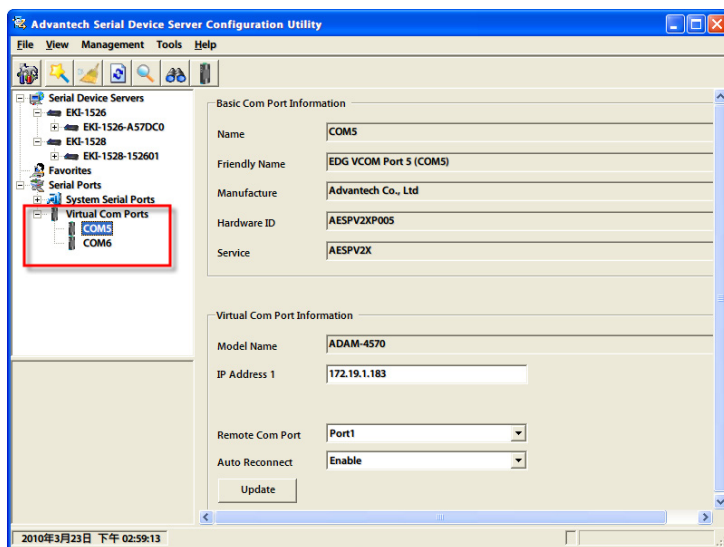 Advantech Serial Device Server Configuration Utility
File View Management Tools Help
Serial Device Servers
EKI-1526
EKI-1526-A57DC0
EKI-1528
EKI-1528-152601
Favorites
Serial Ports
System Serial Ports
Virtual Com Ports
COM5
COM6
Basic Com Port Information
Name COM5
Friendly Name EDG VCOM Port 5 (COM5)
Manufacture Advantech Co., Ltd
Hardware ID AESPV2XP005
Service AESPV2X
Virtual Com Port Information
Model Name ADAM-4570
IP Address 1 172.19.1.183
Remote Com Port Port1
Auto Reconnect Enable
Update
2010年3月23日 下午 02:59:13